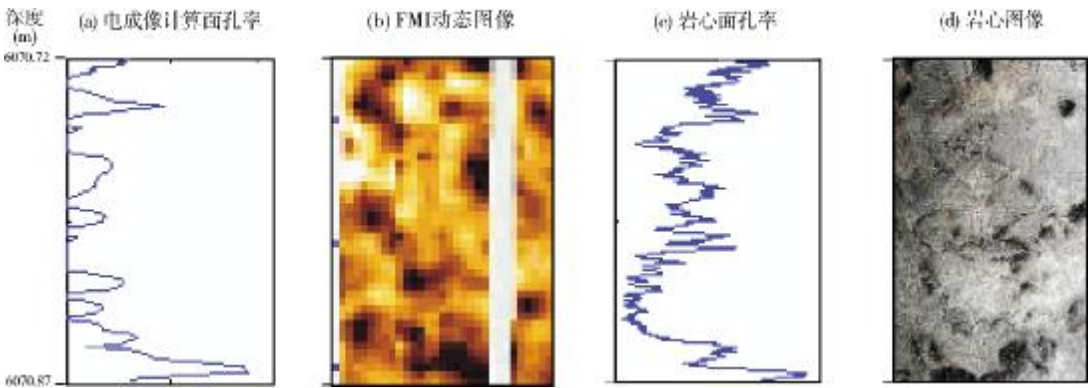 深度
(m)
(a) 电成像计算面孔率
(b) FMI动态图像
(c) 岩心面孔率
(d) 岩心图像
6070.72
6070.87